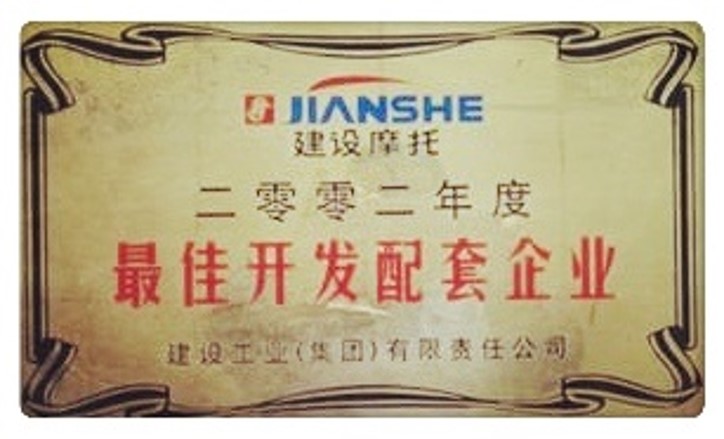 JIANSHE
建设摩托
二零零二年度
最佳开发配套企业
建设工业(集团)有限责任公司